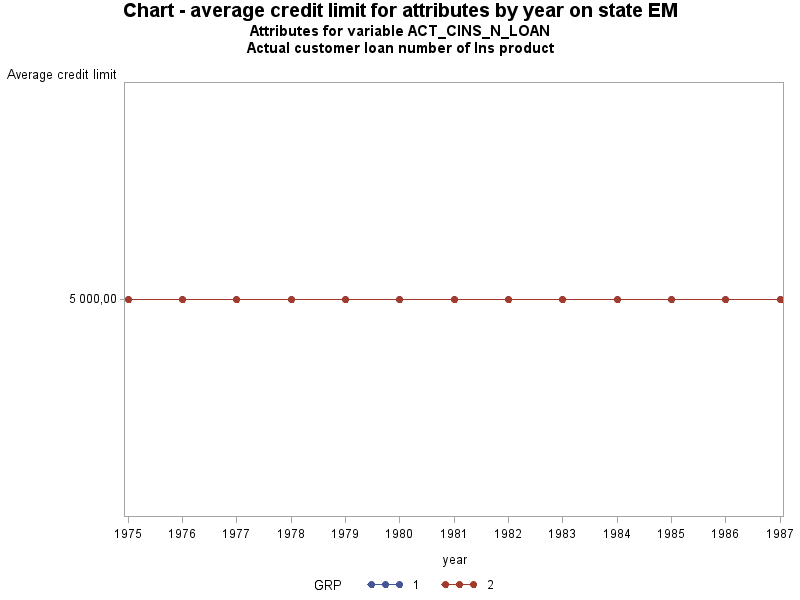 Chart - average credit limit for attributes by year on state EM
Attributes for variable ACT_CINS_N_LOAN
Actual customer loan number of Ins product
Average credit limit
5 000,00
1975 1976 1977 1978 1979 1980 1981 1982 1983 1984 1985 1986 1987
year
GRP 1 2